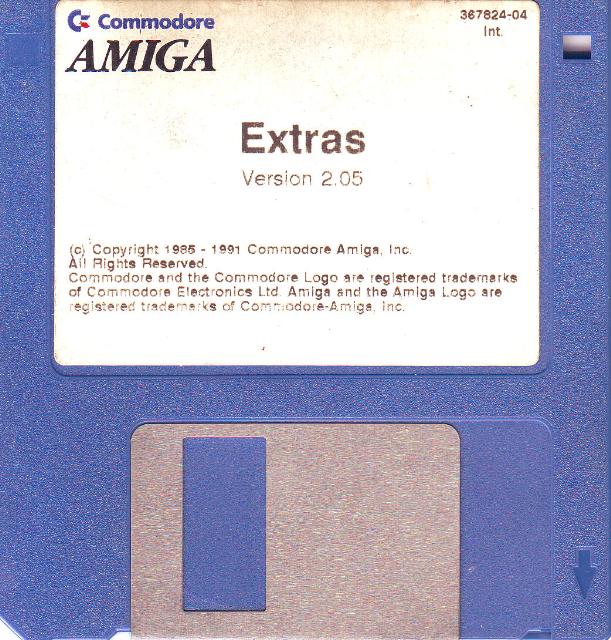 Commodore
AMIGA
367824-04
Int.
Extras
Version 2.05
(c) Copyright 1985 - 1991 Commodore Amiga, Inc.
All Rights Reserved.
Commodore and the Commodore Logo are registered trademarks
of Commodore Electronics Ltd. Amiga and the Amiga Logo are
registered trademarks of Commodore-Amiga, Inc.